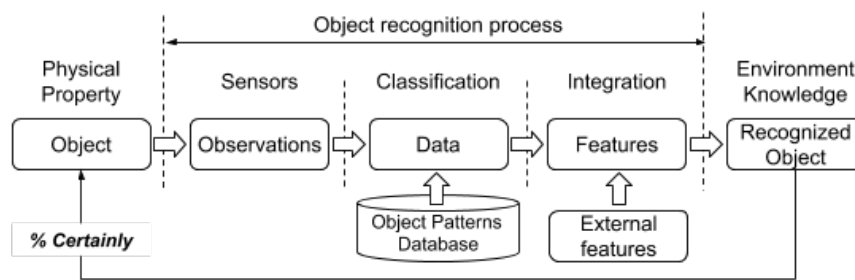 Object recognition process
Physical
Property
Sensors
Classification
Integration
Environment
Knowledge
Object
Observations
Data
Features
Recognized
Object
Object Patterns
Database
External
features
% Certainly